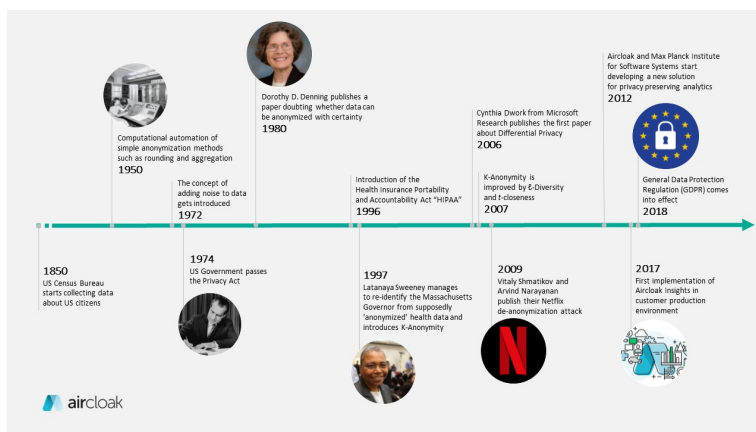 Computational automation of
simple anonymization methods
such as rounding and aggregation
1950
The concept of
adding noise to data
gets introduced
1972
Dorothy D. Denning publishes a
paper doubting whether data can
be anonymized with certainty
1980
Introduction of the
Health Insurance Portability
and Accountability Act "HIPAA"
1996
Cynthia Dwork from Microsoft
Research publishes the first paper
about Differential Privacy
2006
K-Anonymity is
improved by ℓ-Diversity
and t-closeness
2007
Aircloak and Max Planck Institute
for Software Systems start
developing a new solution
for privacy preserving analytics
2012
General Data Protection
Regulation (GDPR) comes
into effect
2018
1850
US Census Bureau
starts collecting data
about US citizens
1974
US Government passes
the Privacy Act
1997
Latanaya Sweeney manages
to re-identify the Massachusetts
Governor from supposedly
'anonymized' health data and
introduces K-Anonymity
2009
Vitaly Shmatikov and
Arvind Narayanan
publish their Netflix
de-anonymization attack
N
2017
First implementation of
Aircloak Insights in
customer production
environment
aircloak